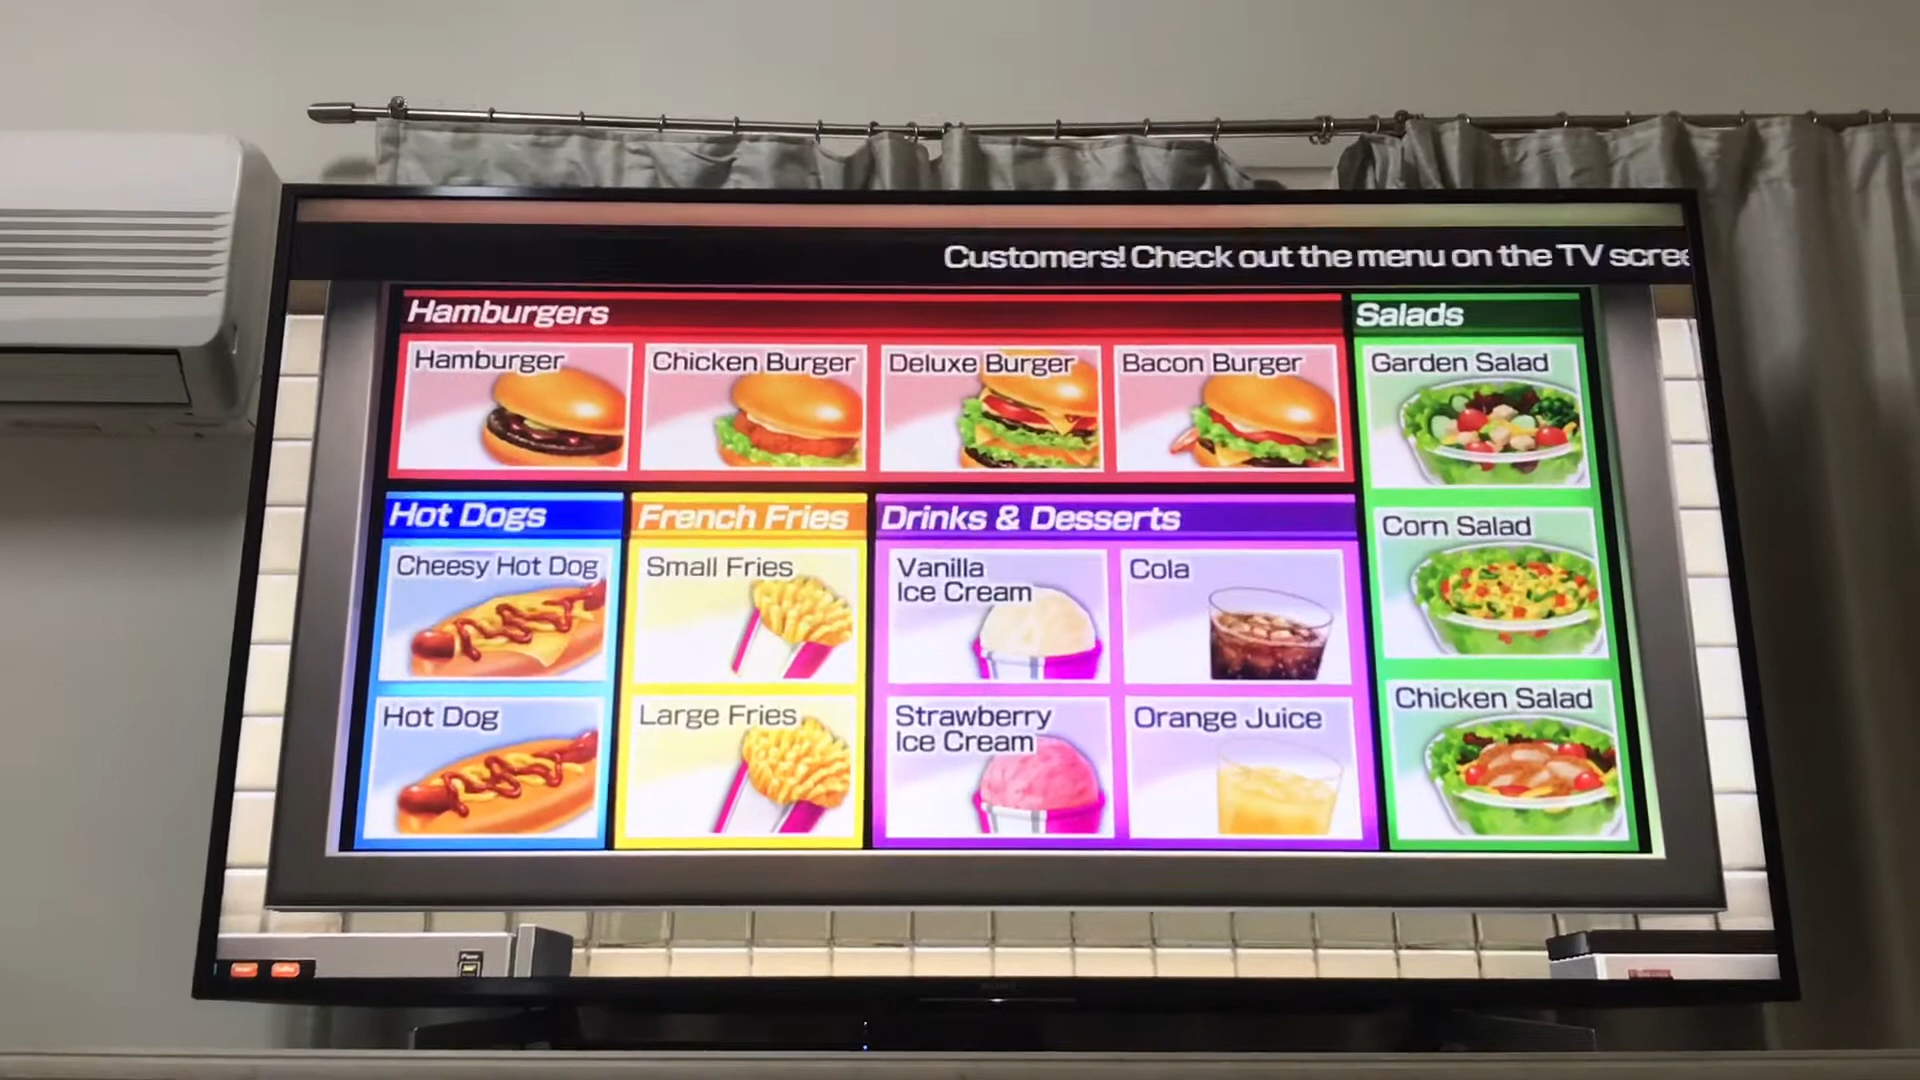 Customers! Check out the menu on the TV scree
Hamburgers
Hamburger
Chicken Burger
Deluxe Burger
Bacon Burger
Salads
Garden Salad
Corn Salad
Chicken Salad
Hot Dogs
Cheesy Hot Dog
Hot Dog
French Fries
Small Fries
Large Fries
Drinks & Desserts
Vanilla
Ice Cream
Cola
Strawberry
Ice Cream
Orange Juice